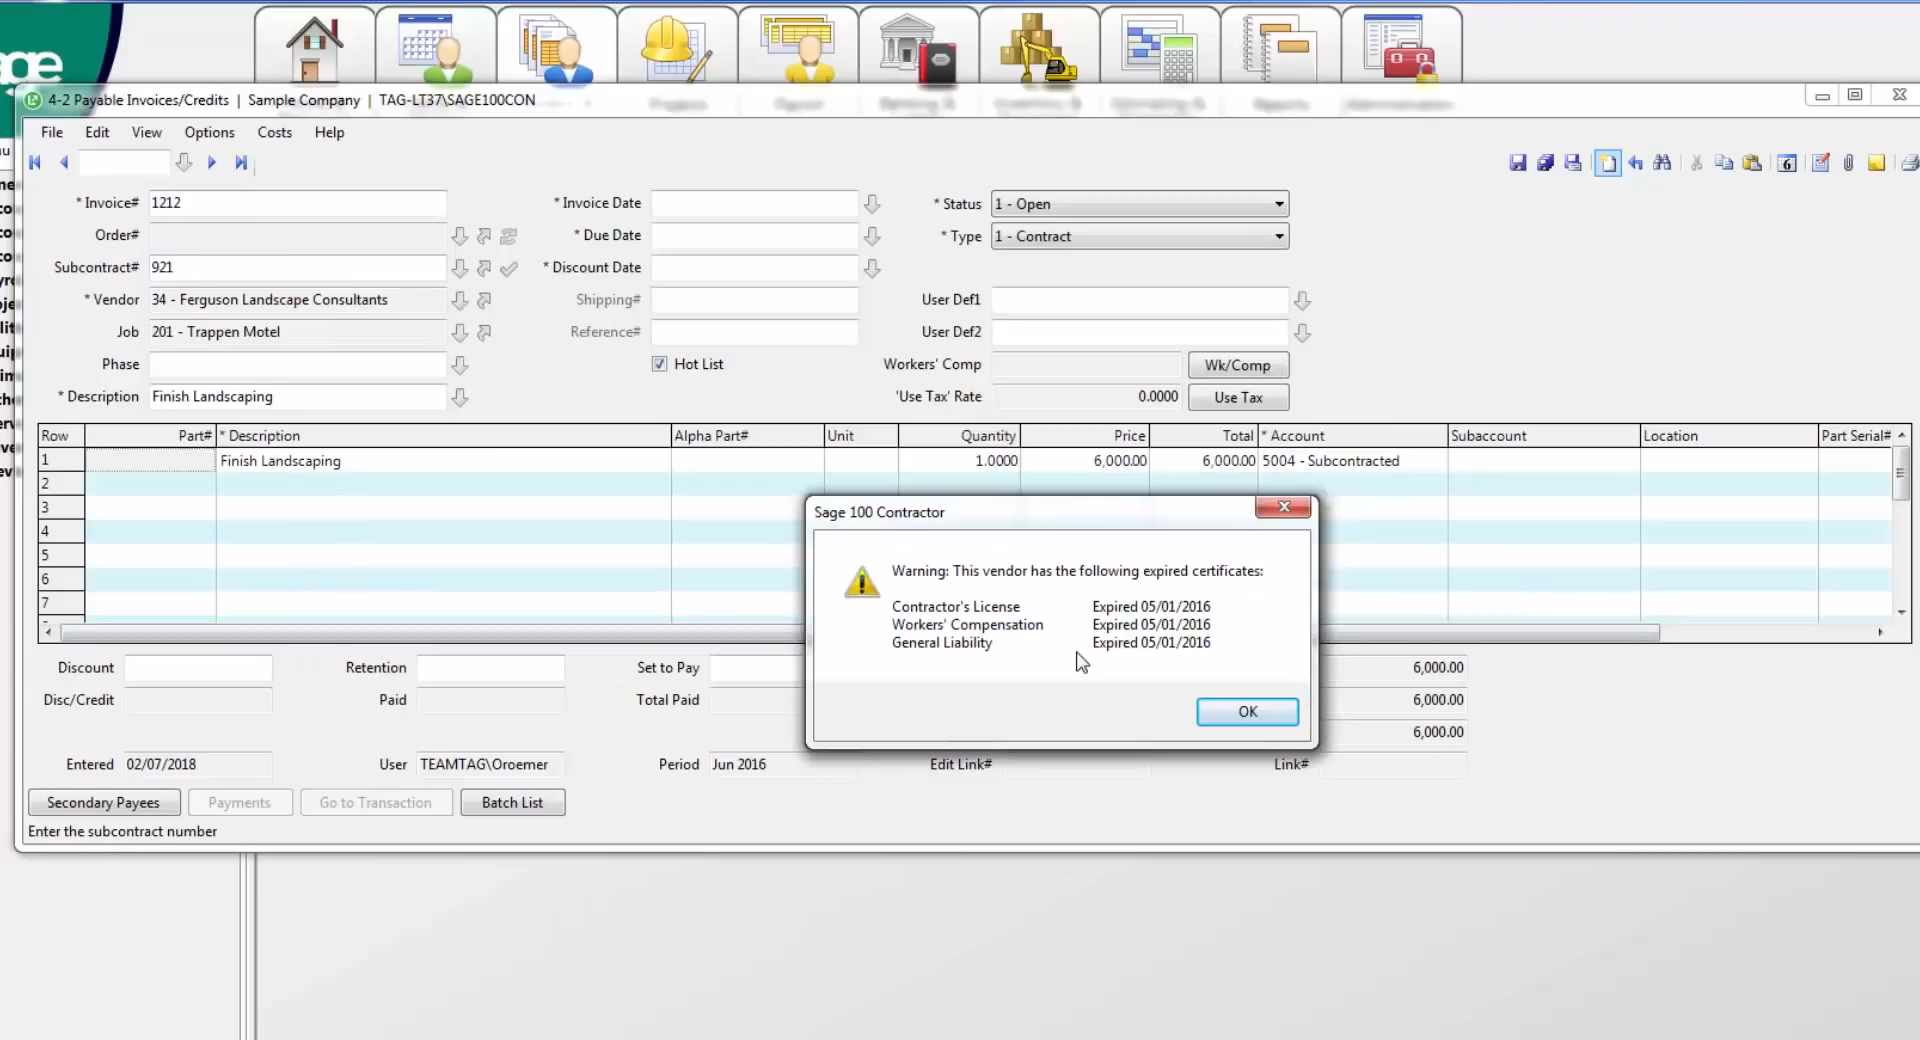 4-2 Payable Invoices/Credits | Sample Company | TAG-LT37\SAGE100CON
File Edit View Options Costs Help
* Invoice# 1212 * Invoice Date * Status 1 - Open
Order# * Due Date * Type 1 - Contract
Subcontract# 921 * Discount Date
* Vendor 34 - Ferguson Landscape Consultants Shipping# User Def1
Job 201 - Trappen Motel Reference# User Def2
Phase Hot List Workers' Comp Wk/Comp
* Description Finish Landscaping 'Use Tax' Rate 0.0000 Use Tax
Row Part# * Description Alpha Part# Unit Quantity Price Total * Account Subaccount Location Part Serial#
1 Finish Landscaping 1.0000 6,000.00 6,000.00 5004 - Subcontracted
2
3
4
5
6
7
Sage 100 Contractor
Warning: This vendor has the following expired certificates:
Contractor's License Expired 05/01/2016
Workers' Compensation Expired 05/01/2016
General Liability Expired 05/01/2016
OK
Discount Retention Set to Pay 6,000.00
Disc/Credit Paid Total Paid 6,000.00
6,000.00
Entered 02/07/2018 User TEAMTAG\Oroemer Period Jun 2016 Edit Link# Link#
Secondary Payees Payments Go to Transaction Batch List
Enter the subcontract number